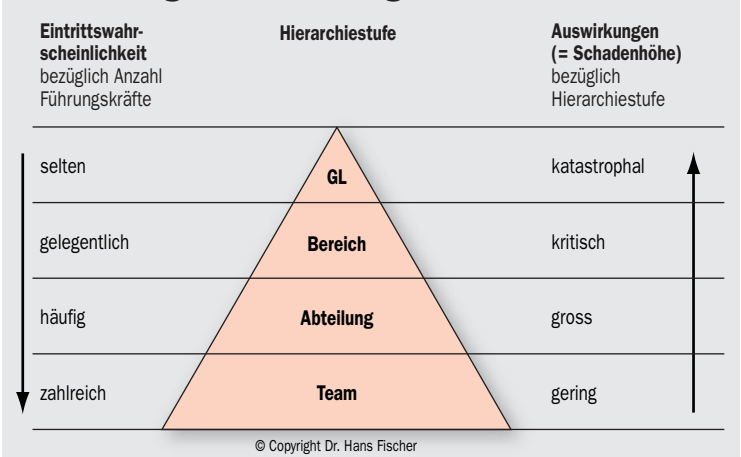 Eintrittswahr-
scheinlichkeit
bezüglich Anzahl
Führungskräfte
Hierarchiestufe
Auswirkungen
(= Schadenhöhe)
bezüglich
Hierarchiestufe
selten
GL
katastrophal
gelegentlich
Bereich
kritisch
häufig
Abteilung
gross
zahlreich
Team
gering
© Copyright Dr. Hans Fischer